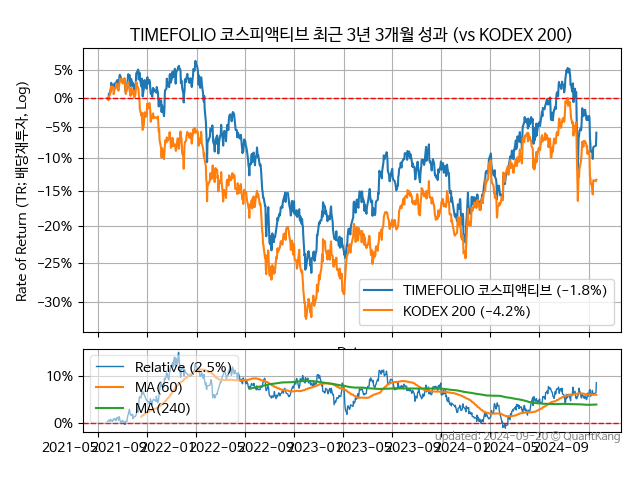 TIMEFOLIO 코스피액티브 최근 3년 3개월 성과 (vs KODEX 200)
Rate of Return (TR: 배당재투자, Log)
5%
0%
−5%
−10%
−15%
−20%
−25%
−30%
TIMEFOLIO 코스피액티브 (−1.8%)
KODEX 200 (−4.2%)
10%
0%
Relative (2.5%)
MA(60)
MA(240)
2021−05 2021−09 2022−01 2022−05 2022−09 2023−01 2023−05 2023−09 2024−01 2024−05 2024−09
updated: 2024−09−20 © QuantKang